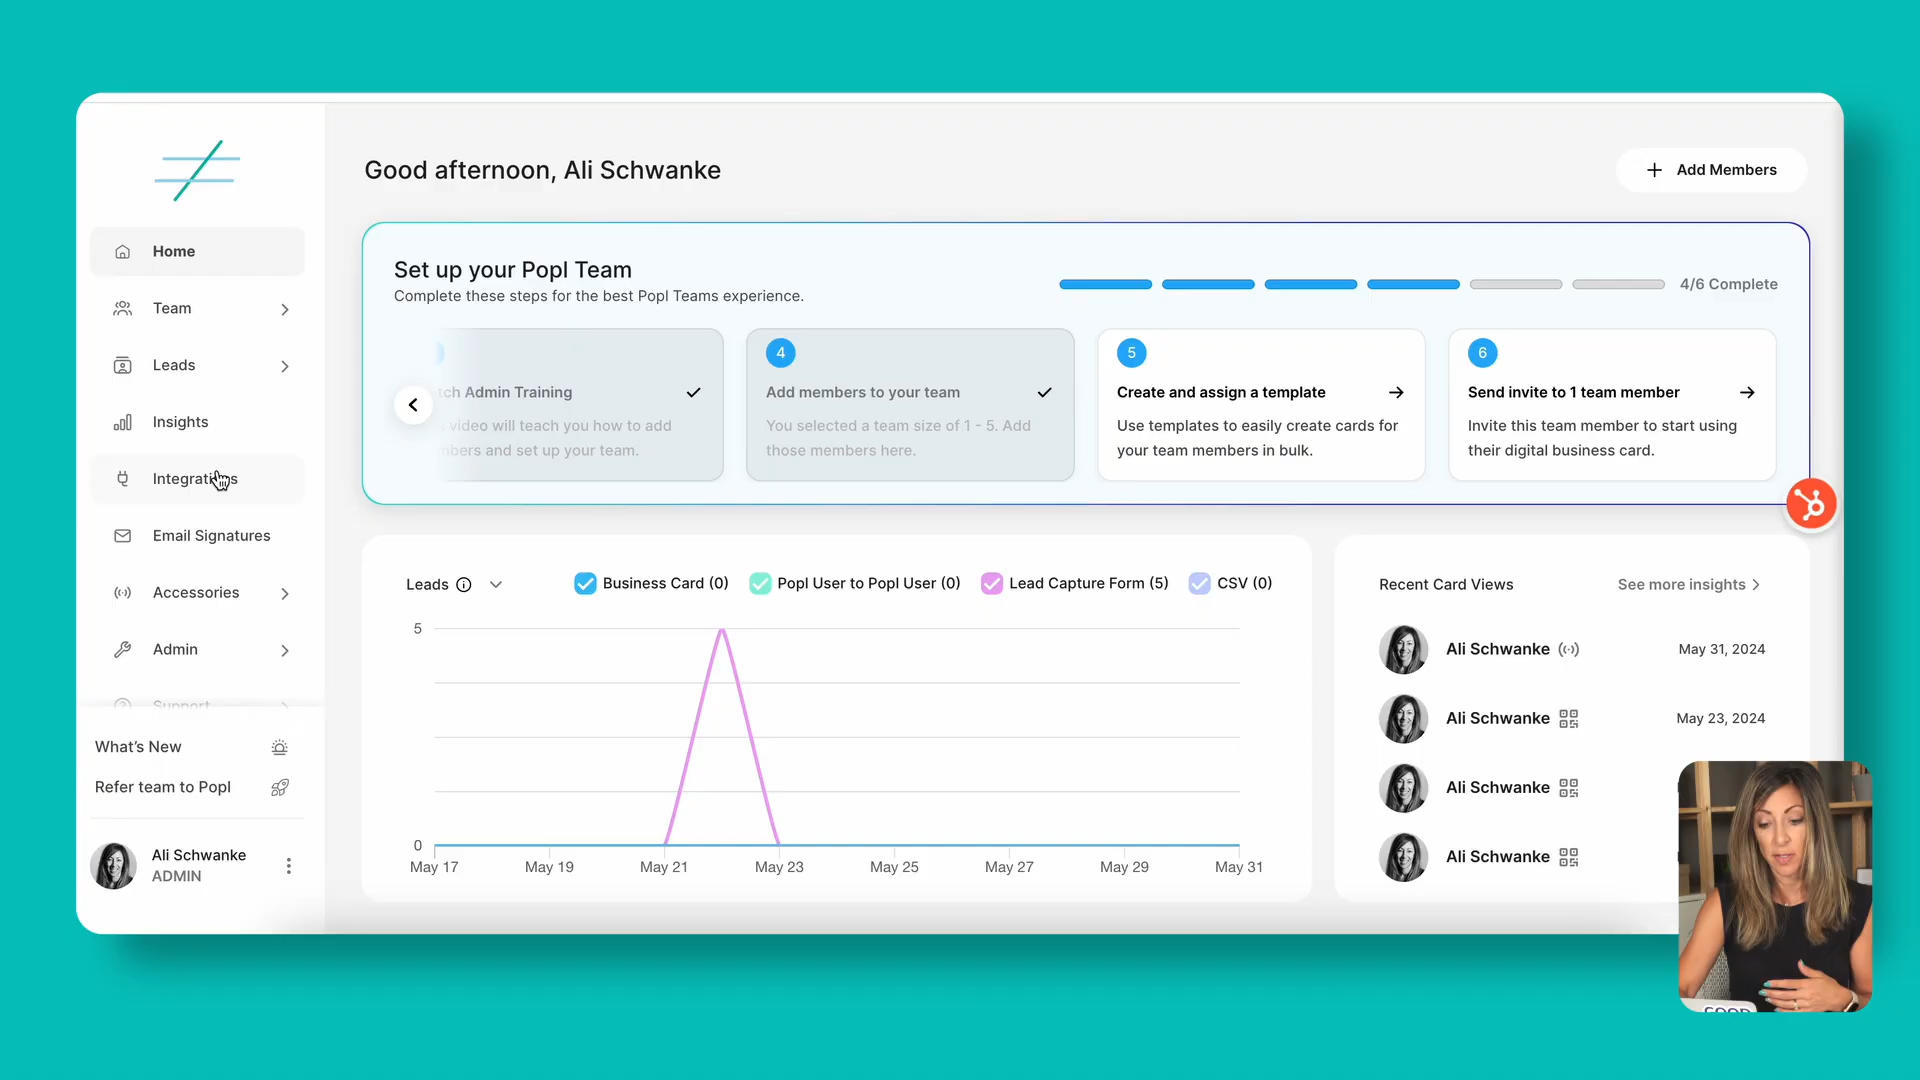 Good afternoon, Ali Schwanke
Add Members
Home
Team
Leads
Insights
Integrations
Email Signatures
Accessories
Admin
Support
What's New
Refer team to Popl
Ali Schwanke
ADMIN
Set up your Popl Team
Complete these steps for the best Popl Teams experience.
4/6 Complete
tch Admin Training
video will teach you how to add
mbers and set up your team.
4
Add members to your team
You selected a team size of 1 - 5. Add
those members here.
5
Create and assign a template
Use templates to easily create cards for
your team members in bulk.
6
Send invite to 1 team member
Invite this team member to start using
their digital business card.
Leads
Business Card (0)
Popl User to Popl User (0)
Lead Capture Form (5)
CSV (0)
5
0
May 17
May 19
May 21
May 23
May 25
May 27
May 29
May 31
Recent Card Views
See more insights
Ali Schwanke
May 31, 2024
Ali Schwanke
May 23, 2024
Ali Schwanke
Ali Schwanke